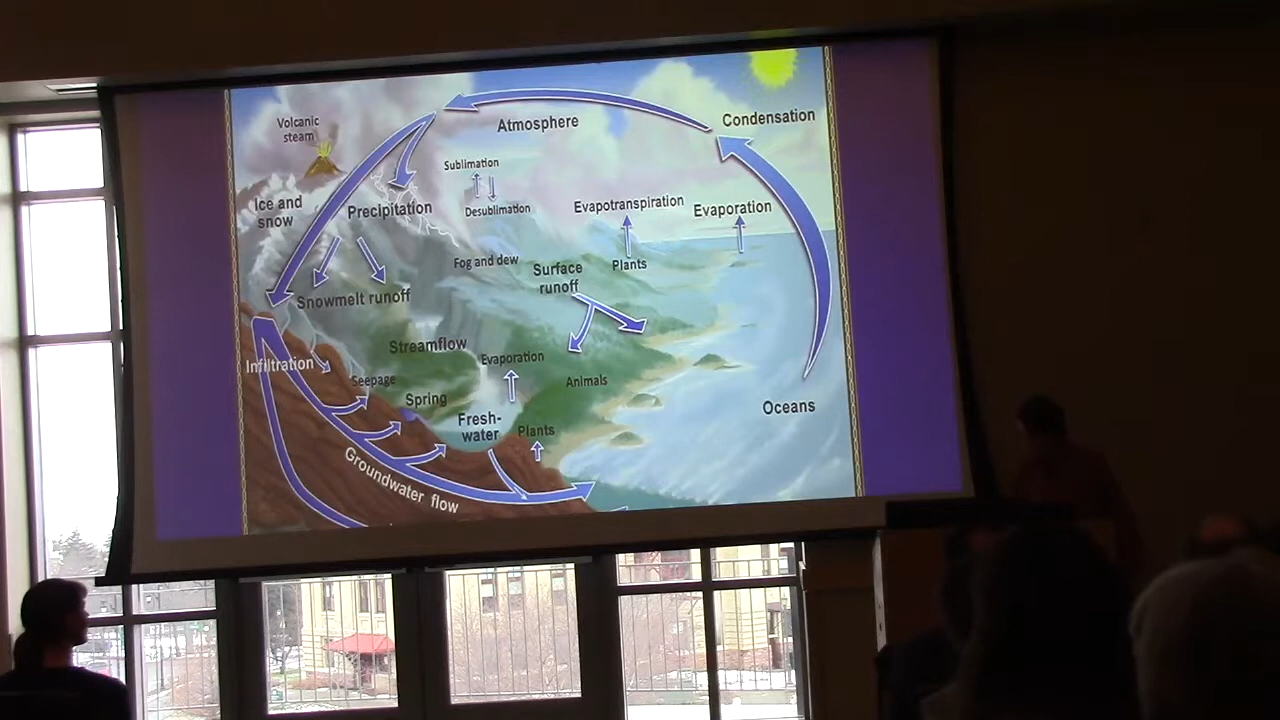 Volcanic
steam
Atmosphere
Condensation
Sublimation
Desublimation
Ice and
snow
Precipitation
Evapotranspiration
Evaporation
Fog and dew
Surface
runoff
Plants
Snowmelt runoff
Streamflow
Evaporation
Infiltration
Seepage
Spring
Animals
Oceans
Fresh-
water
Plants
Groundwater flow